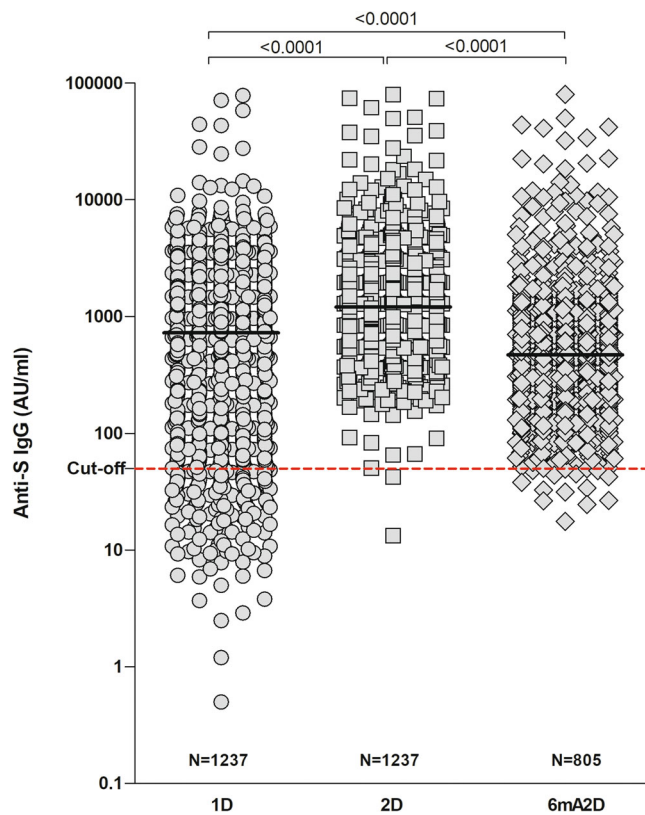 <0.0001
<0.0001 <0.0001
100000
10000
1000
100
Cut-off
10
1
0.1
Anti-S IgG (AU/ml)
N=1237 N=1237 N=805
1D 2D 6mA2D